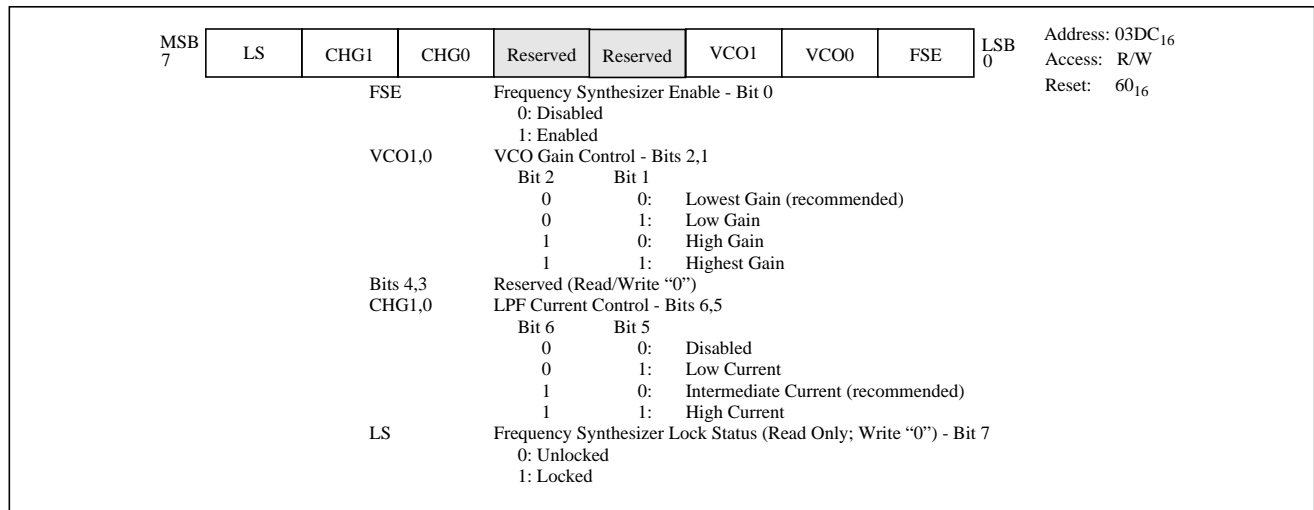 MSB 7 LS CHG1 CHG0 Reserved Reserved VCO1 VCO0 FSE LSB 0
Address: 03DC16
Access: R/W
Reset: 6016
FSE Frequency Synthesizer Enable - Bit 0
0: Disabled
1: Enabled
VCO1,0 VCO Gain Control - Bits 2,1
Bit 2 Bit 1
0 0: Lowest Gain (recommended)
0 1: Low Gain
1 0: High Gain
1 1: Highest Gain
Bits 4,3 Reserved (Read/Write “0”)
CHG1,0 LPF Current Control - Bits 6,5
Bit 6 Bit 5
0 0: Disabled
0 1: Low Current
1 0: Intermediate Current (recommended)
1 1: High Current
LS Frequency Synthesizer Lock Status (Read Only; Write “0”) - Bit 7
0: Unlocked
1: Locked